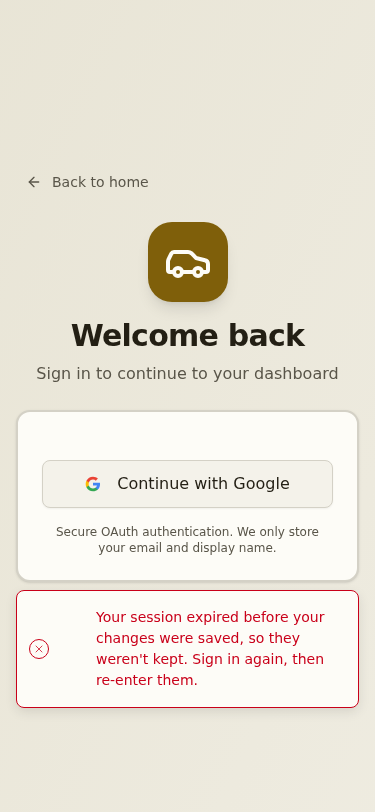 Back to home
Welcome back
Sign in to continue to your dashboard
Continue with Google
Secure OAuth authentication. We only store
your email and display name.
Your session expired before your
changes were saved, so they
weren't kept. Sign in again, then
re-enter them.